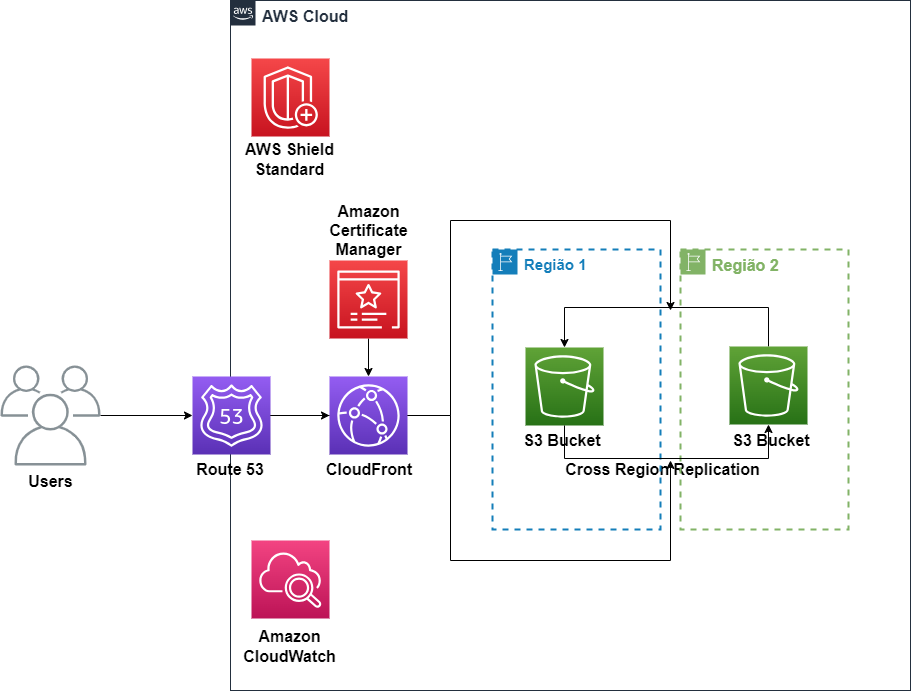 aws
AWS Cloud
AWS Shield
Standard
Amazon
Certificate
Manager
Região 1
Região 2
53
S3 Bucket
S3 Bucket
Cross Region Replication
Users
Route 53
CloudFront
Amazon
CloudWatch